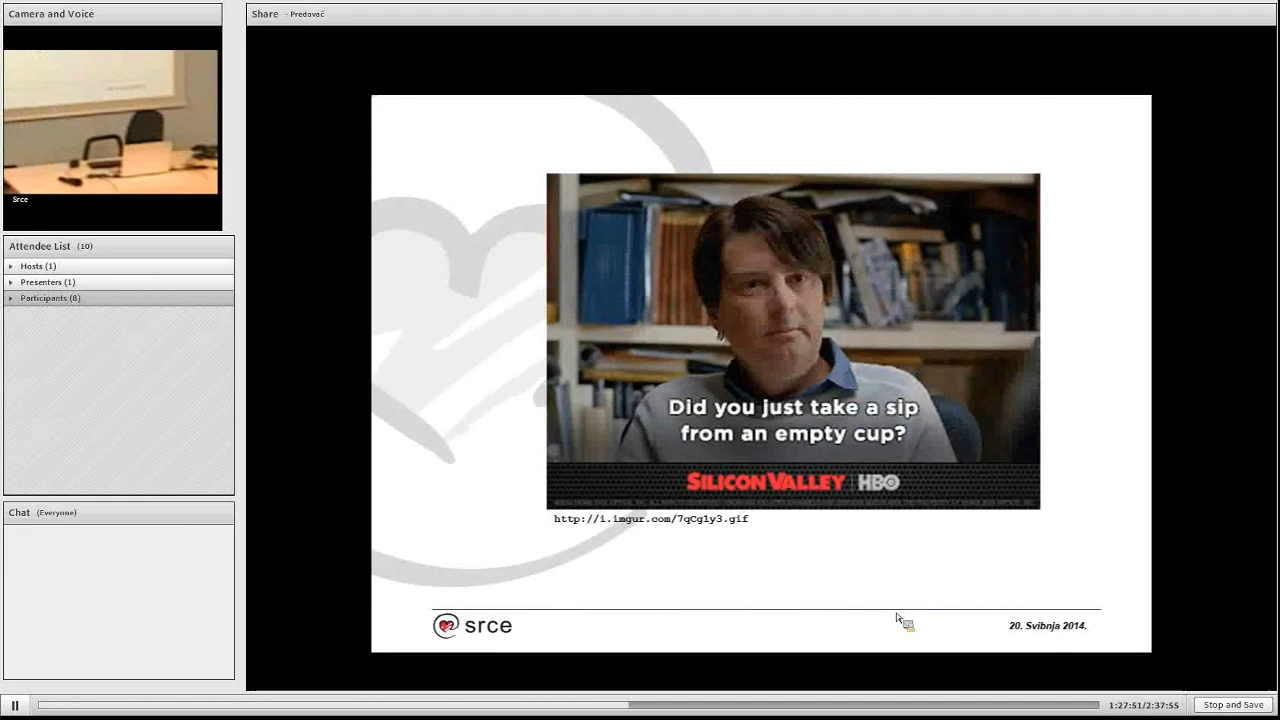 Camera and Voice
Srce
Attendee List (10)
Hosts (1)
Presenters (1)
Participants (8)
Chat (Everyone)
Share - Predavač
Did you just take a sip
from an empty cup?
SILICON VALLEY HBO
http://i.imgur.com/7qCg1y3.gif
srce
20. Svibnja 2014.
1:27:51/2:37:55
Stop and Save